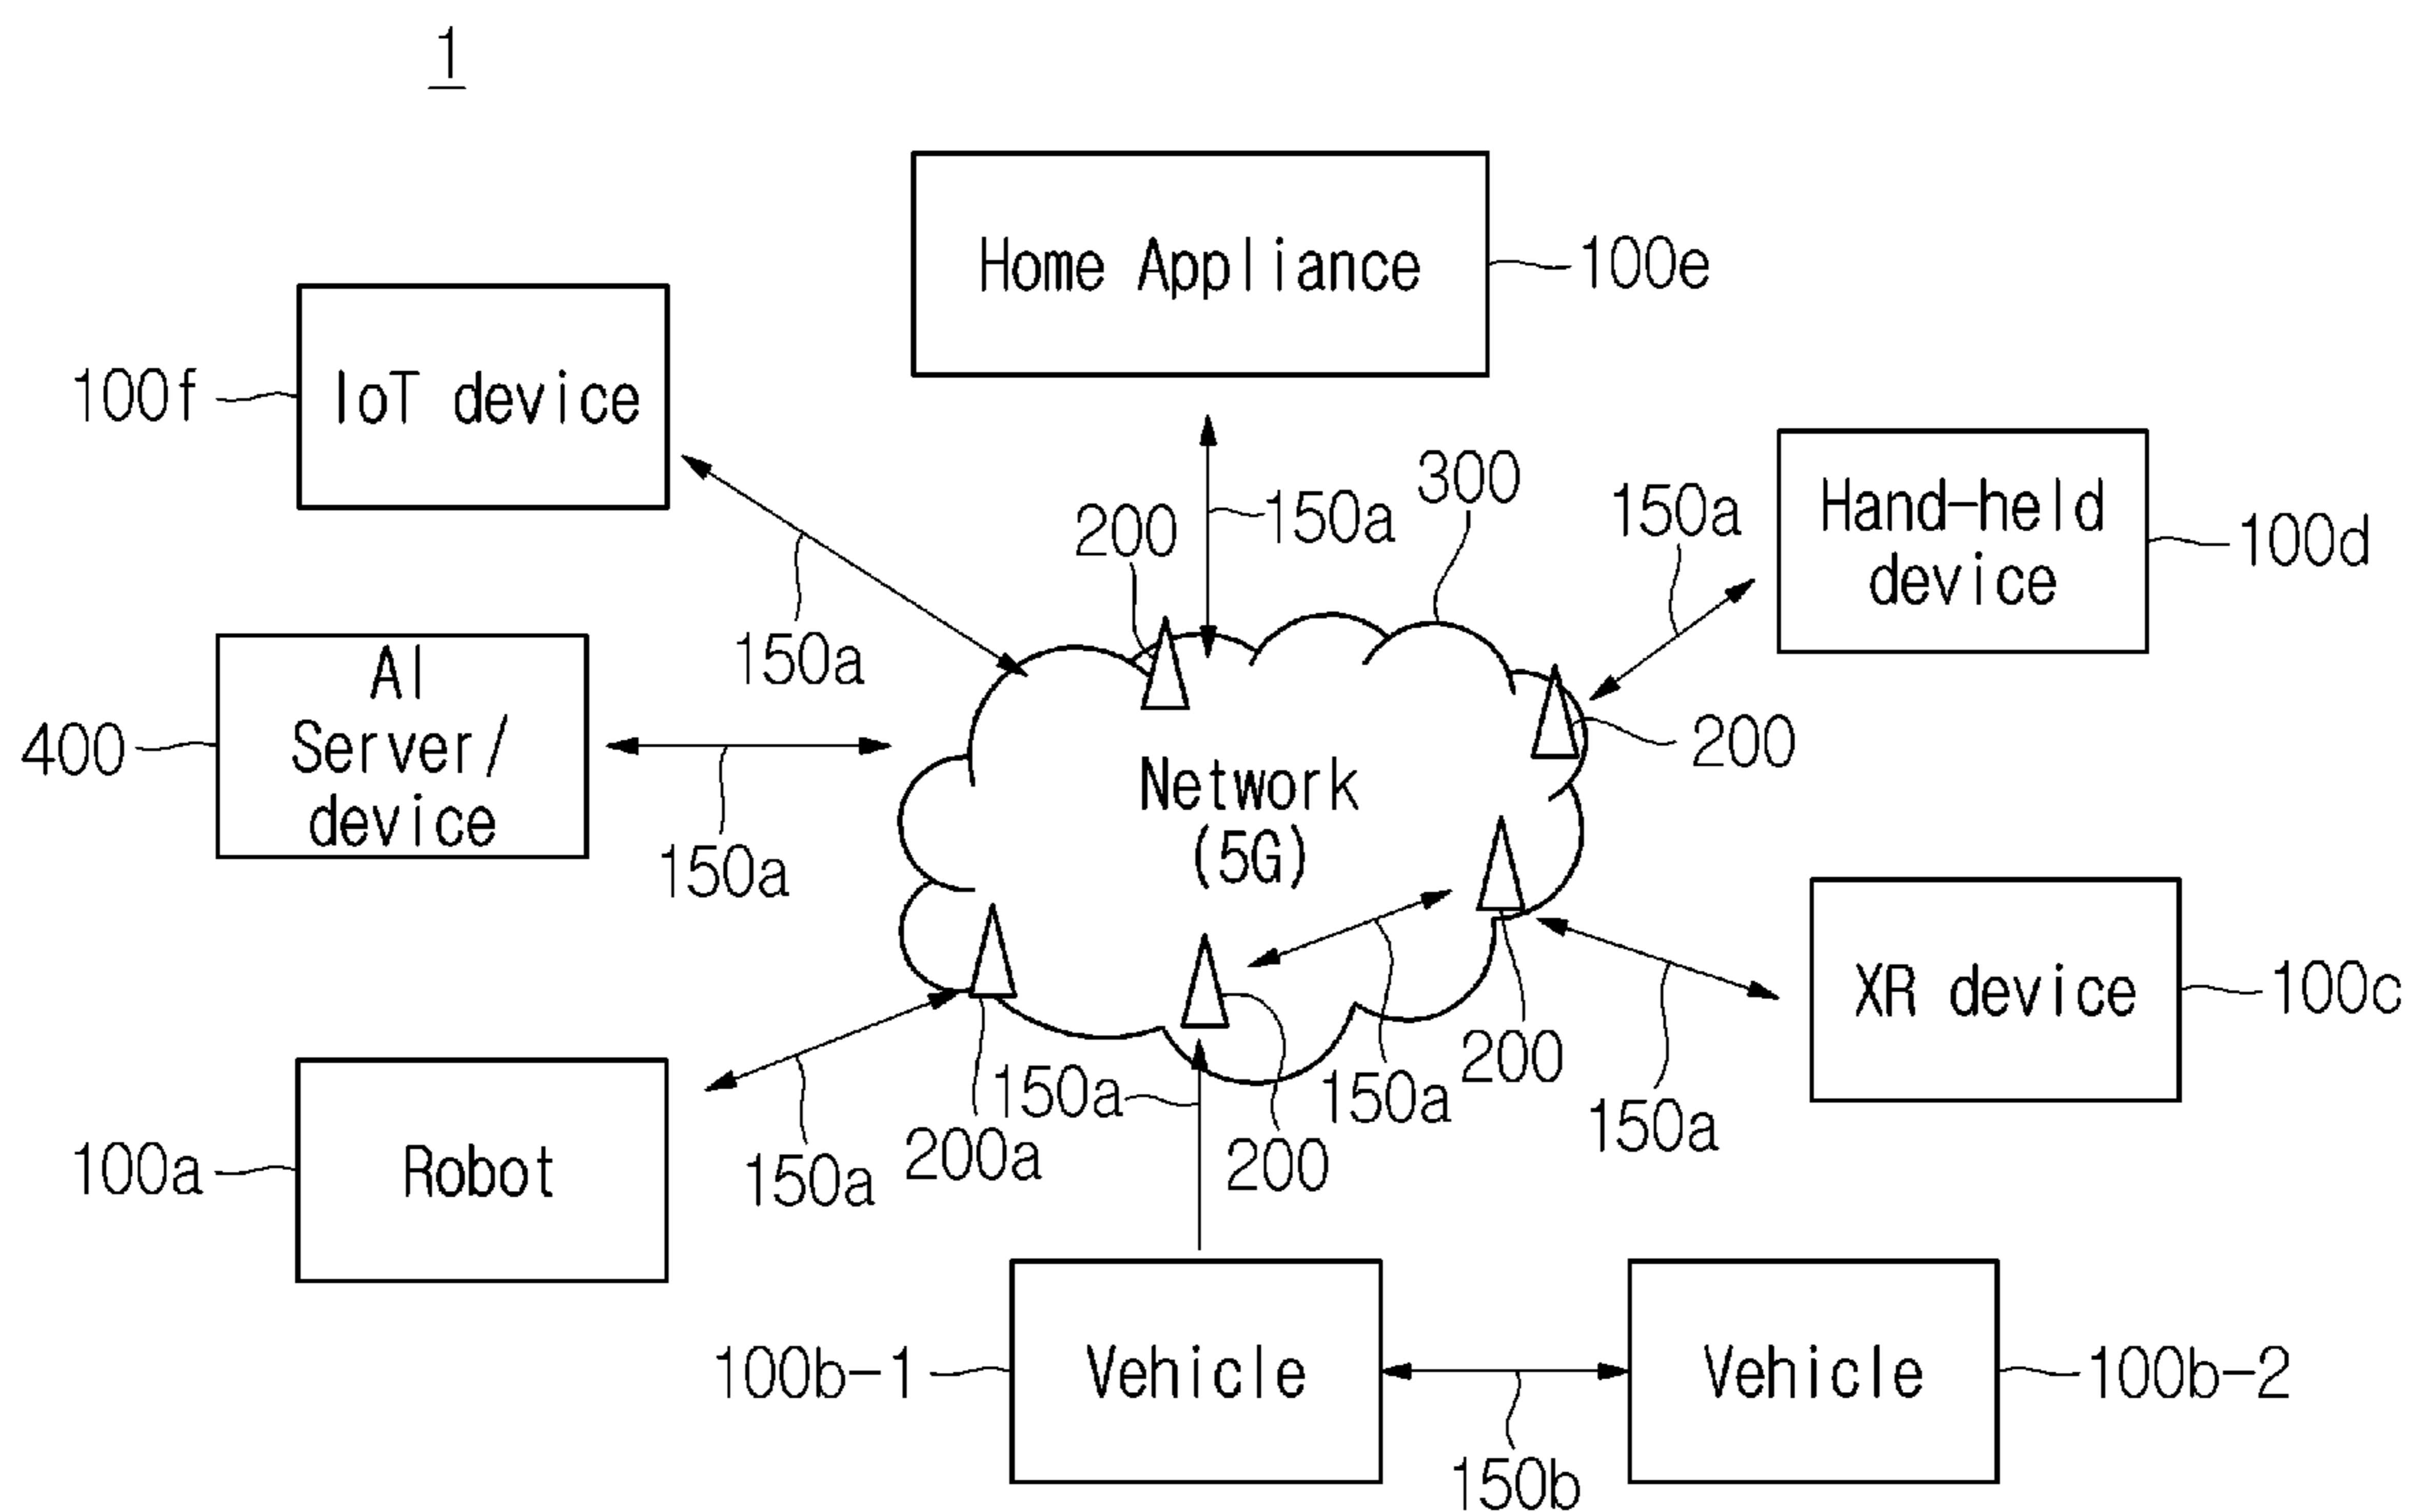 1
Home Appliance
100e
IoT device
100f
300
150a
200
150a
Hand-held
device
100d
150a
AI
Server/
device
400
200
Network
(5G)
150a
XR device
100c
200
150a
150a
150a
200
150a
200a
150a
Robot
100a
Vehicle
100b-1
Vehicle
100b-2
150b